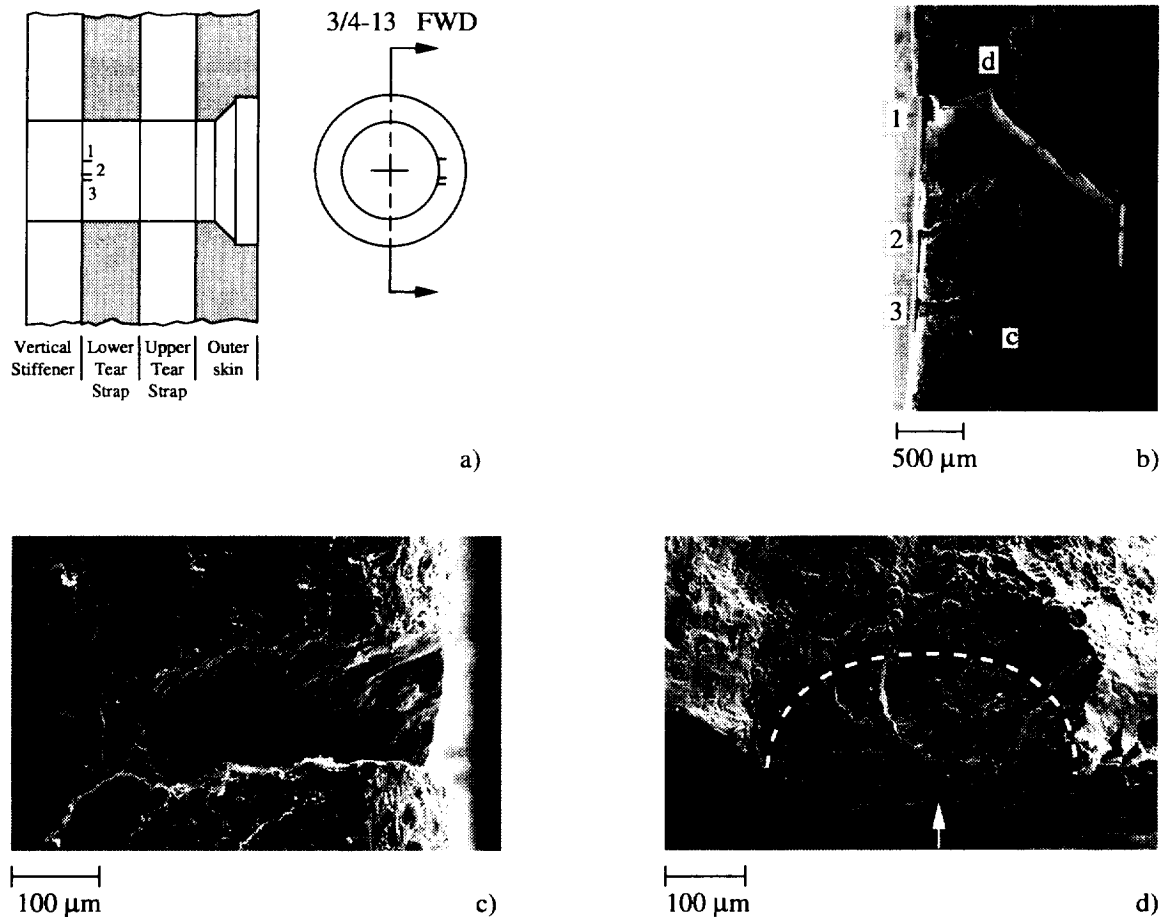 3/4-13 FWD
1
2
3
Vertical Stiffener
Lower Tear Strap
Upper Tear Strap
Outer skin
a)
d
1
2
3
c
500 μm
b)
100 μm
c)
100 μm
d)